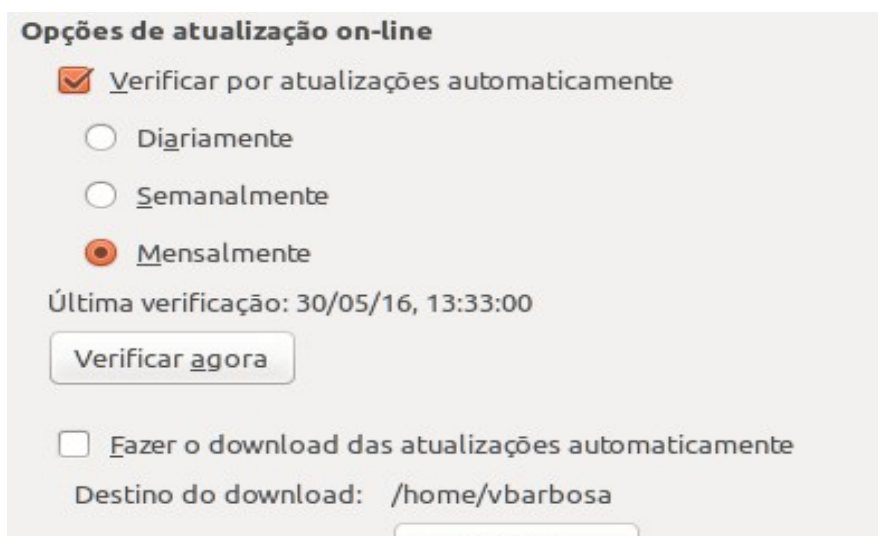 Opções de atualização on-line
Verificar por atualizações automaticamente
Diariamente
Semanalmente
Mensalmente
Última verificação: 30/05/16, 13:33:00
Verificar agora
Fazer o download das atualizações automaticamente
Destino do download: /home/vbarbosa